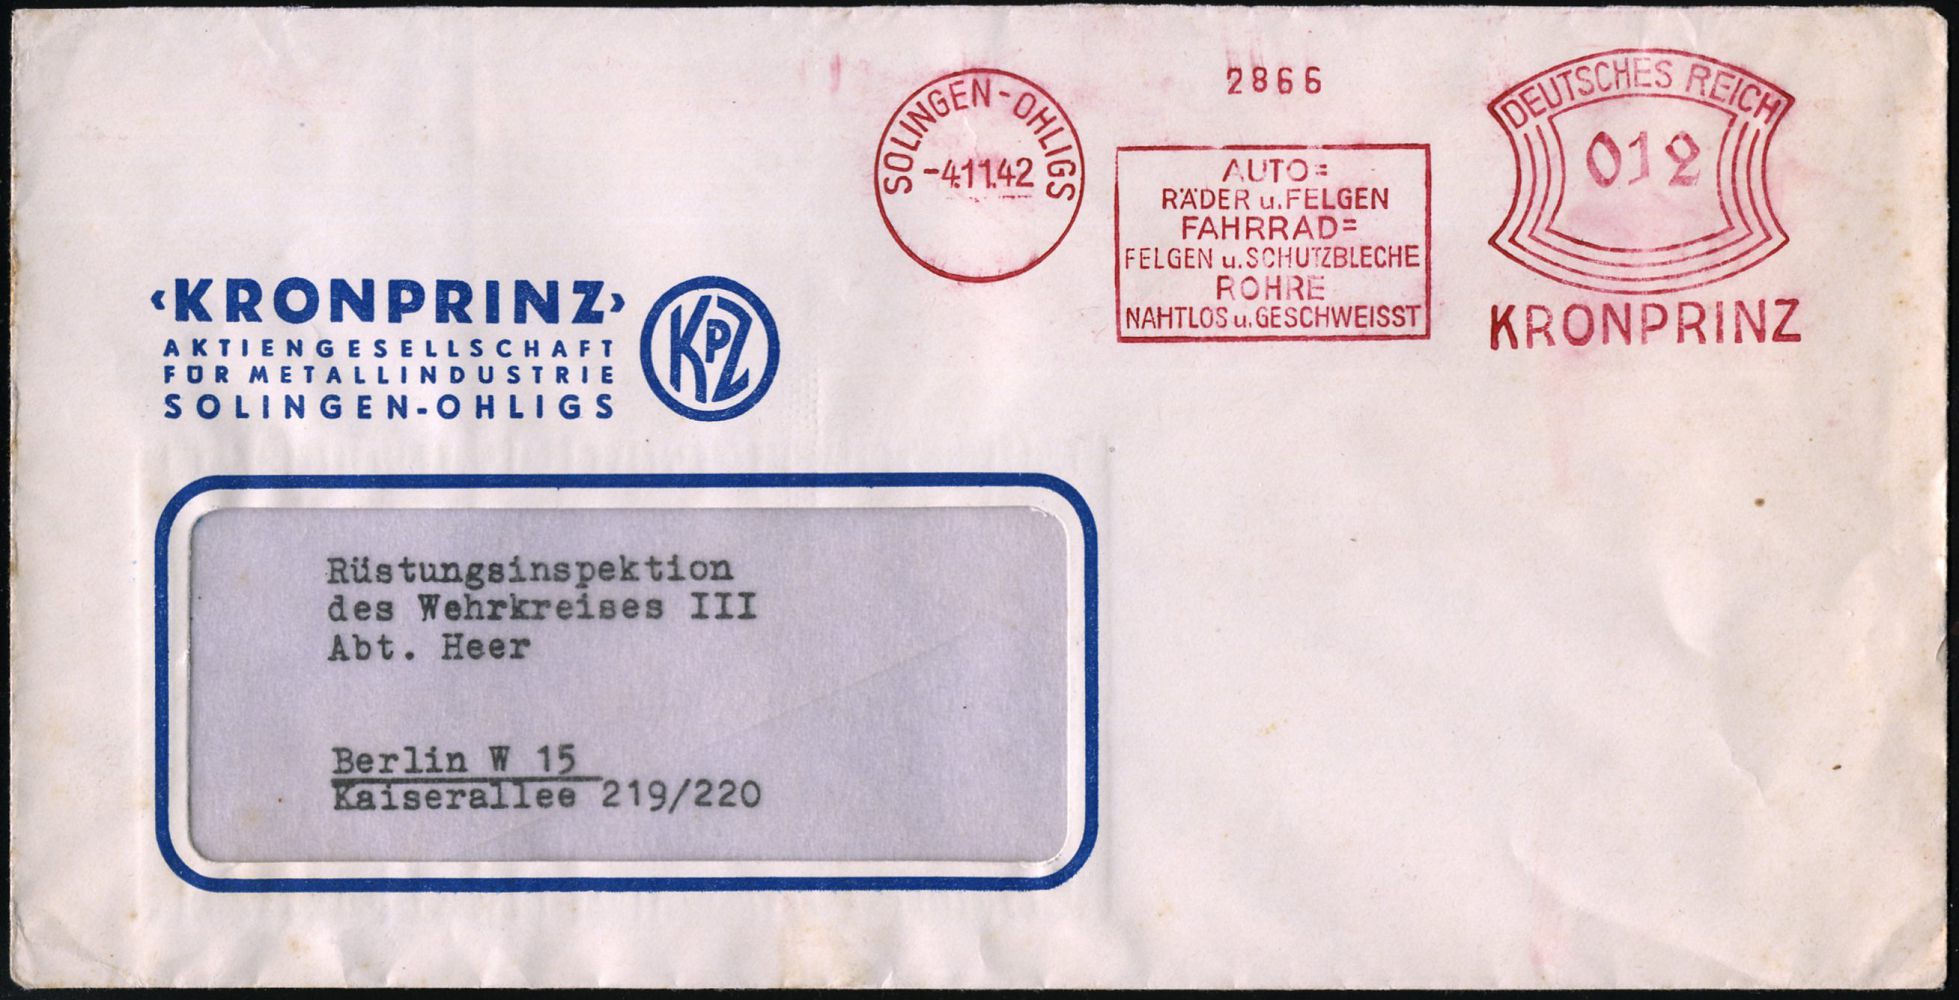 SOLINGEN-OHLIGS
-4.11.42
2866
AUTO=
RÄDER u. FELGEN
FAHRRAD=
FELGEN u. SCHUTZBLECHE
ROHRE
NAHTLOS u. GESCHWEISST
DEUTSCHES REICH
012
KRONPRINZ
‹KRONPRINZ›
AKTIENGESELLSCHAFT
FÜR METALLINDUSTRIE
SOLINGEN-OHLIGS
KPZ
Rüstungsinspektion
des Wehrkreises III
Abt. Heer
Berlin W 15
Kaiserallee 219/220